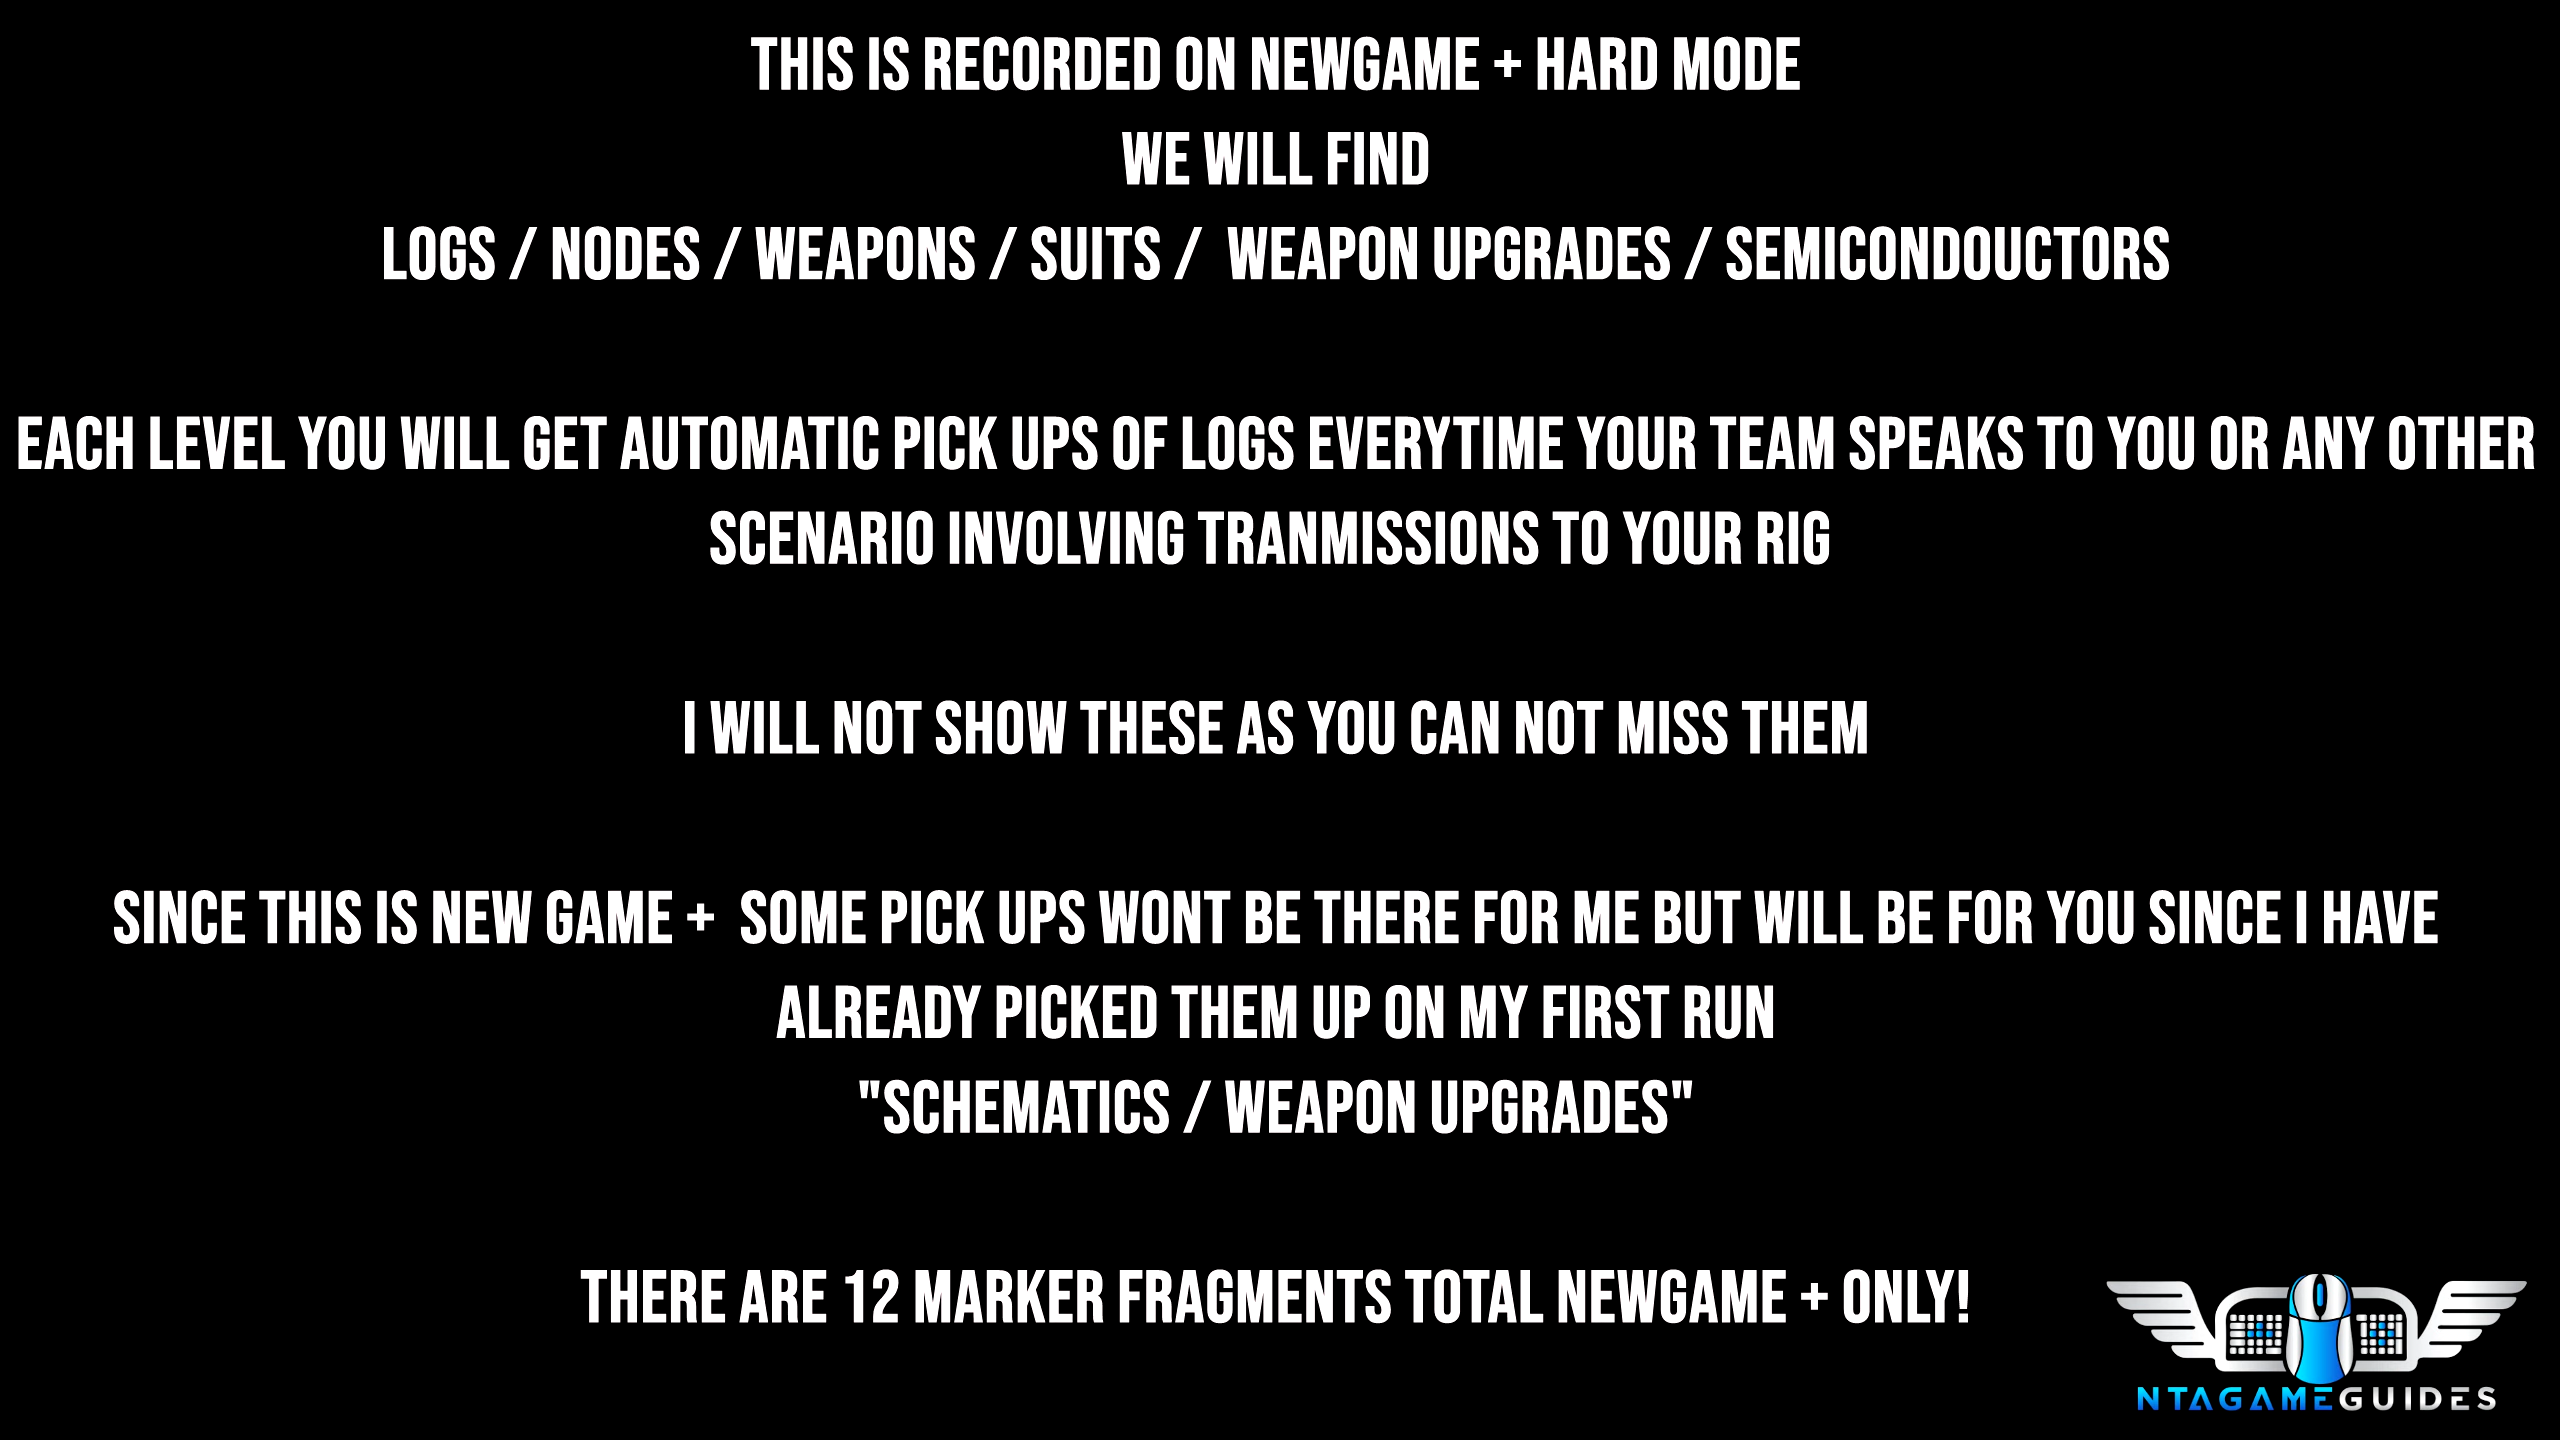 THIS IS RECORDED ON NEWGAME + HARD MODE
WE WILL FIND
LOGS / NODES / WEAPONS / SUITS / WEAPON UPGRADES / SEMICONDOUCTORS
EACH LEVEL YOU WILL GET AUTOMATIC PICK UPS OF LOGS EVERYTIME YOUR TEAM SPEAKS TO YOU OR ANY OTHER
SCENARIO INVOLVING TRANMISSIONS TO YOUR RIG
I WILL NOT SHOW THESE AS YOU CAN NOT MISS THEM
SINCE THIS IS NEW GAME + SOME PICK UPS WONT BE THERE FOR ME BUT WILL BE FOR YOU SINCE I HAVE
ALREADY PICKED THEM UP ON MY FIRST RUN
"SCHEMATICS / WEAPON UPGRADES"
THERE ARE 12 MARKER FRAGMENTS TOTAL NEWGAME + ONLY!
NTAGAMEGUIDES